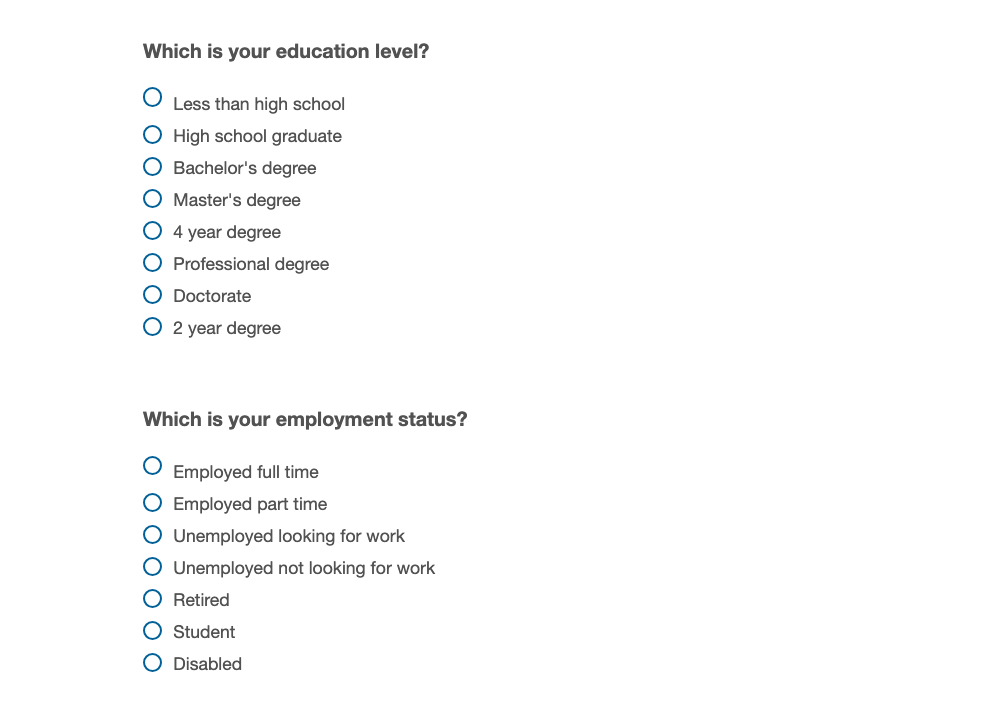 Which is your education level?
Less than high school
High school graduate
Bachelor's degree
Master's degree
4 year degree
Professional degree
Doctorate
2 year degree
Which is your employment status?
Employed full time
Employed part time
Unemployed looking for work
Unemployed not looking for work
Retired
Student
Disabled